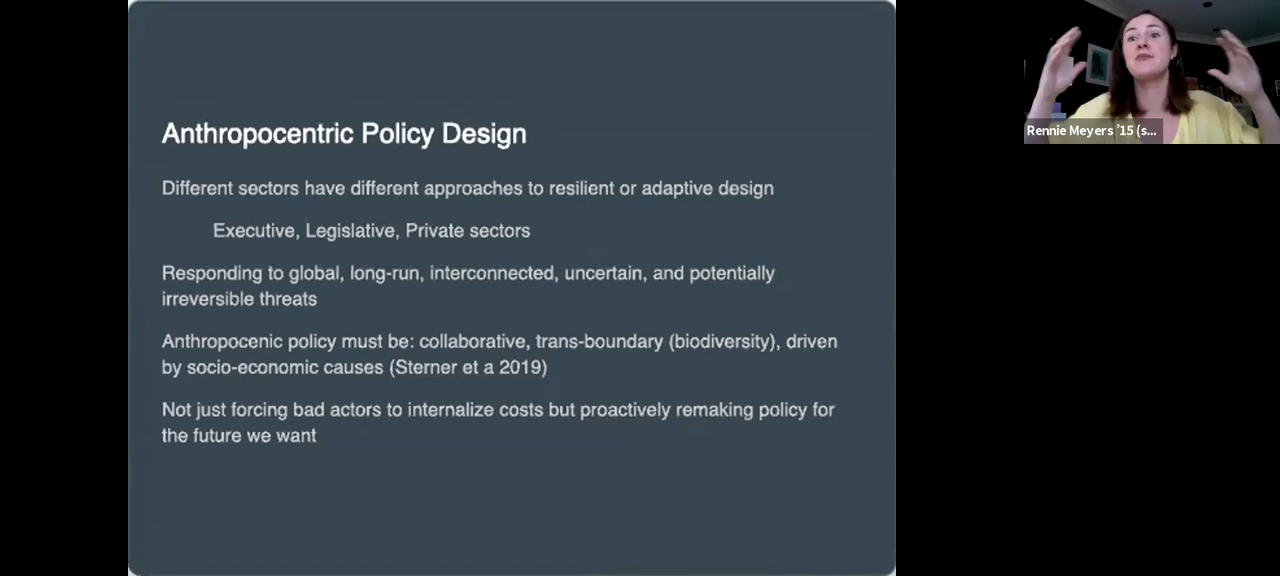 Anthropocentric Policy Design
Different sectors have different approaches to resilient or adaptive design
Executive, Legislative, Private sectors
Responding to global, long-run, interconnected, uncertain, and potentially
irreversible threats
Anthropocenic policy must be: collaborative, trans-boundary (biodiversity), driven
by socio-economic causes (Sterner et a 2019)
Not just forcing bad actors to internalize costs but proactively remaking policy for
the future we want
Rennie Meyers '15 (s...